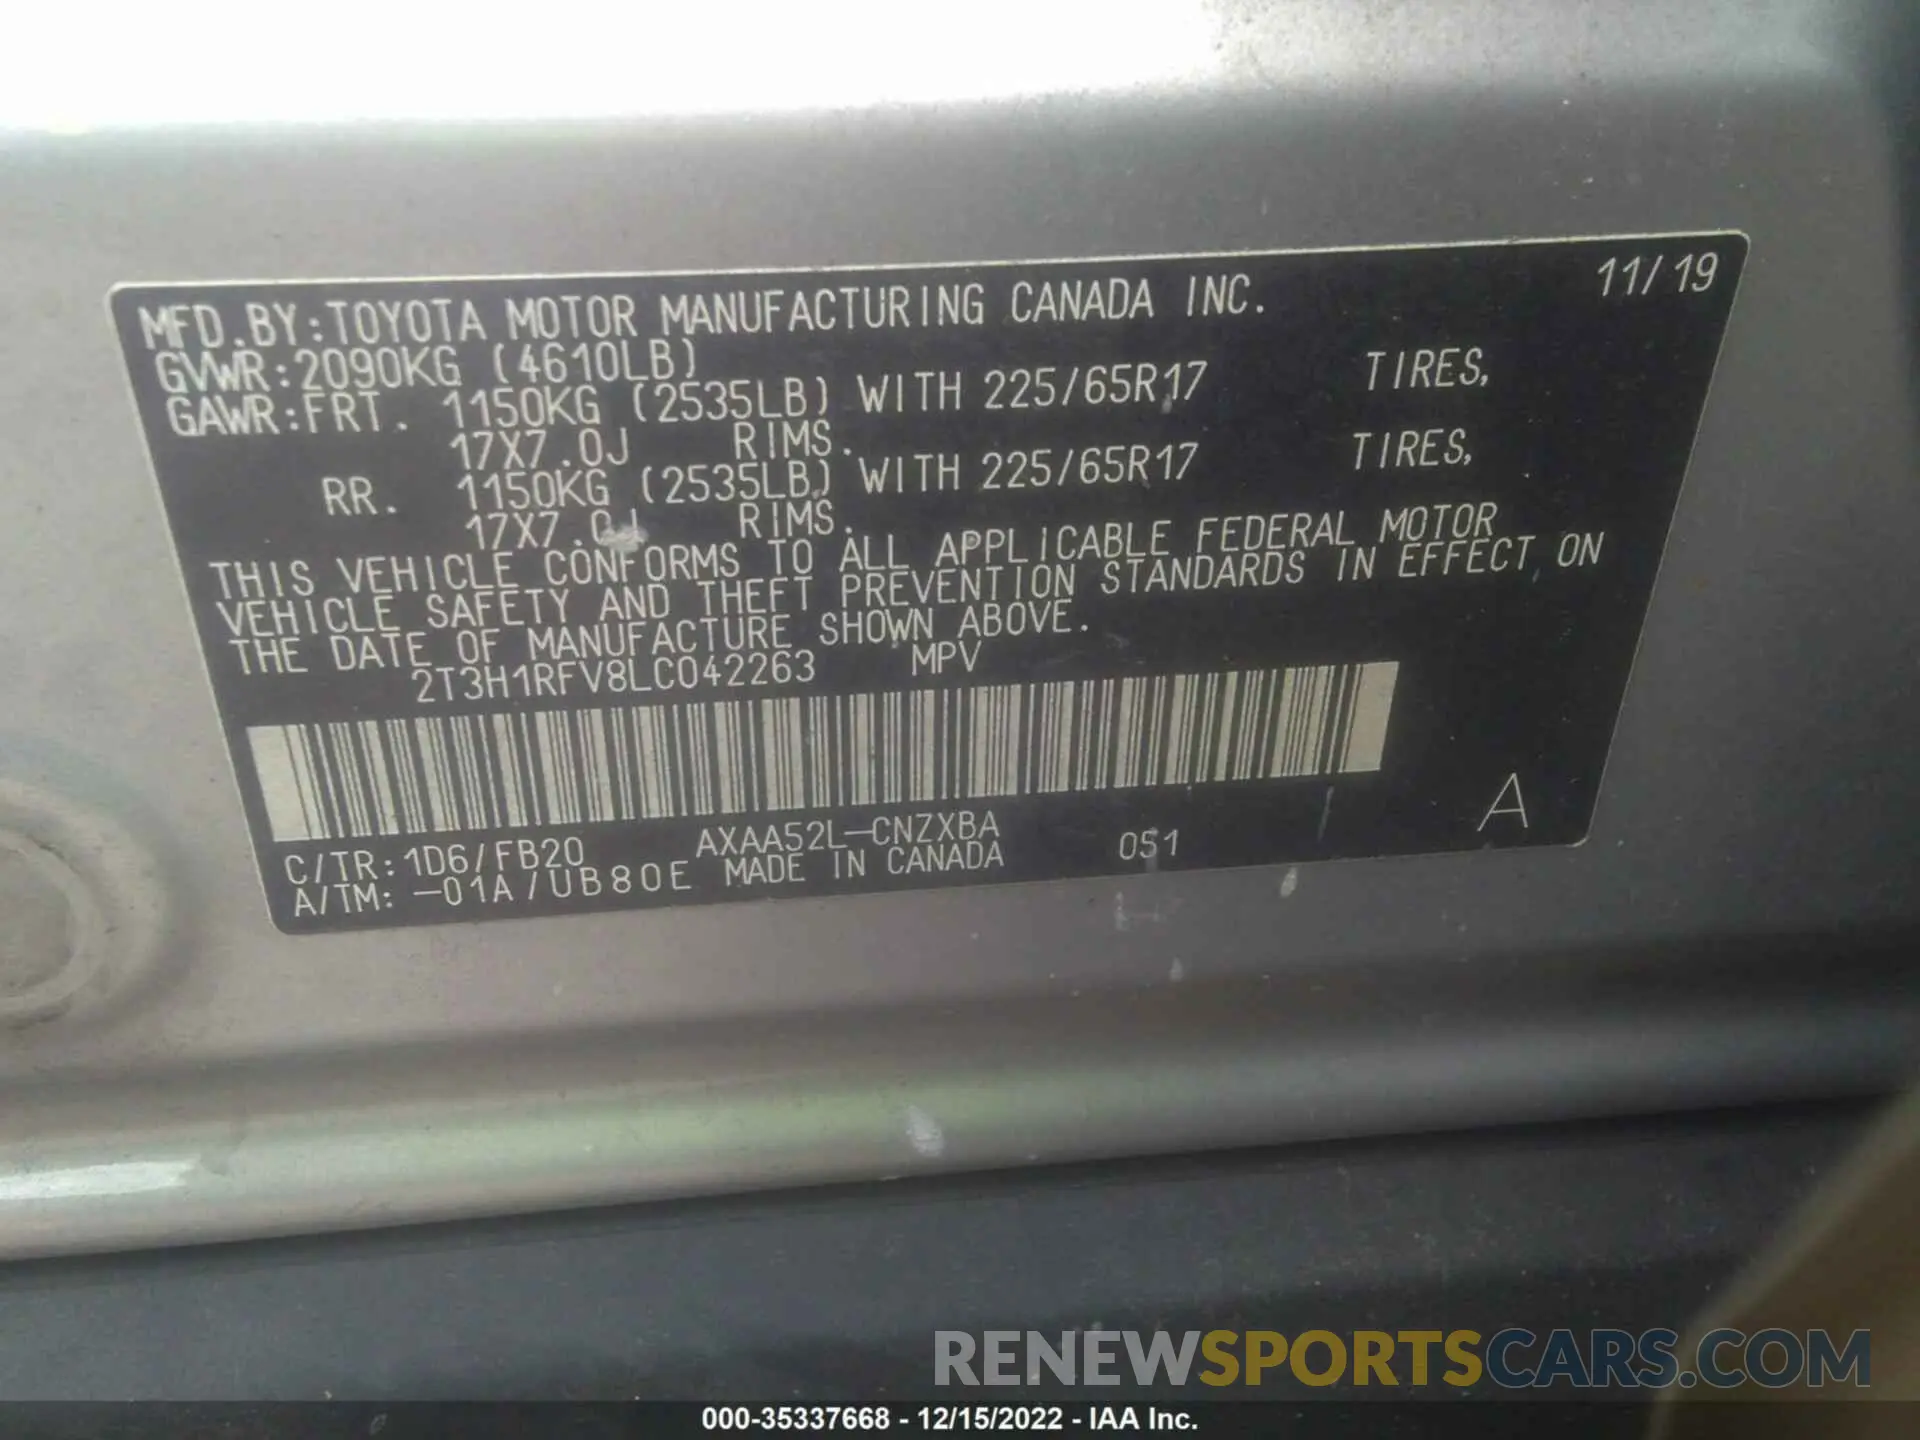 MFD.BY:TOYOTA MOTOR MANUFACTURING CANADA INC. 11/19
GVWR:2090KG (4610LB)
GAWR:FRT. 1150KG (2535LB) WITH 225/65R17 TIRES,
17X7.0J RIMS.
RR. 1150KG (2535LB) WITH 225/65R17 TIRES,
17X7.0J RIMS.
THIS VEHICLE CONFORMS TO ALL APPLICABLE FEDERAL MOTOR
VEHICLE SAFETY AND THEFT PREVENTION STANDARDS IN EFFECT ON
THE DATE OF MANUFACTURE SHOWN ABOVE.
2T3H1RFV8LC042263 MPV
A
C/TR:1D6/FB20 AXAA52L-CNZXBA 051
A/TM:-01A/UB80E MADE IN CANADA
RENEWSPORTSCARS.COM
000-35337668 - 12/15/2022 - IAA Inc.